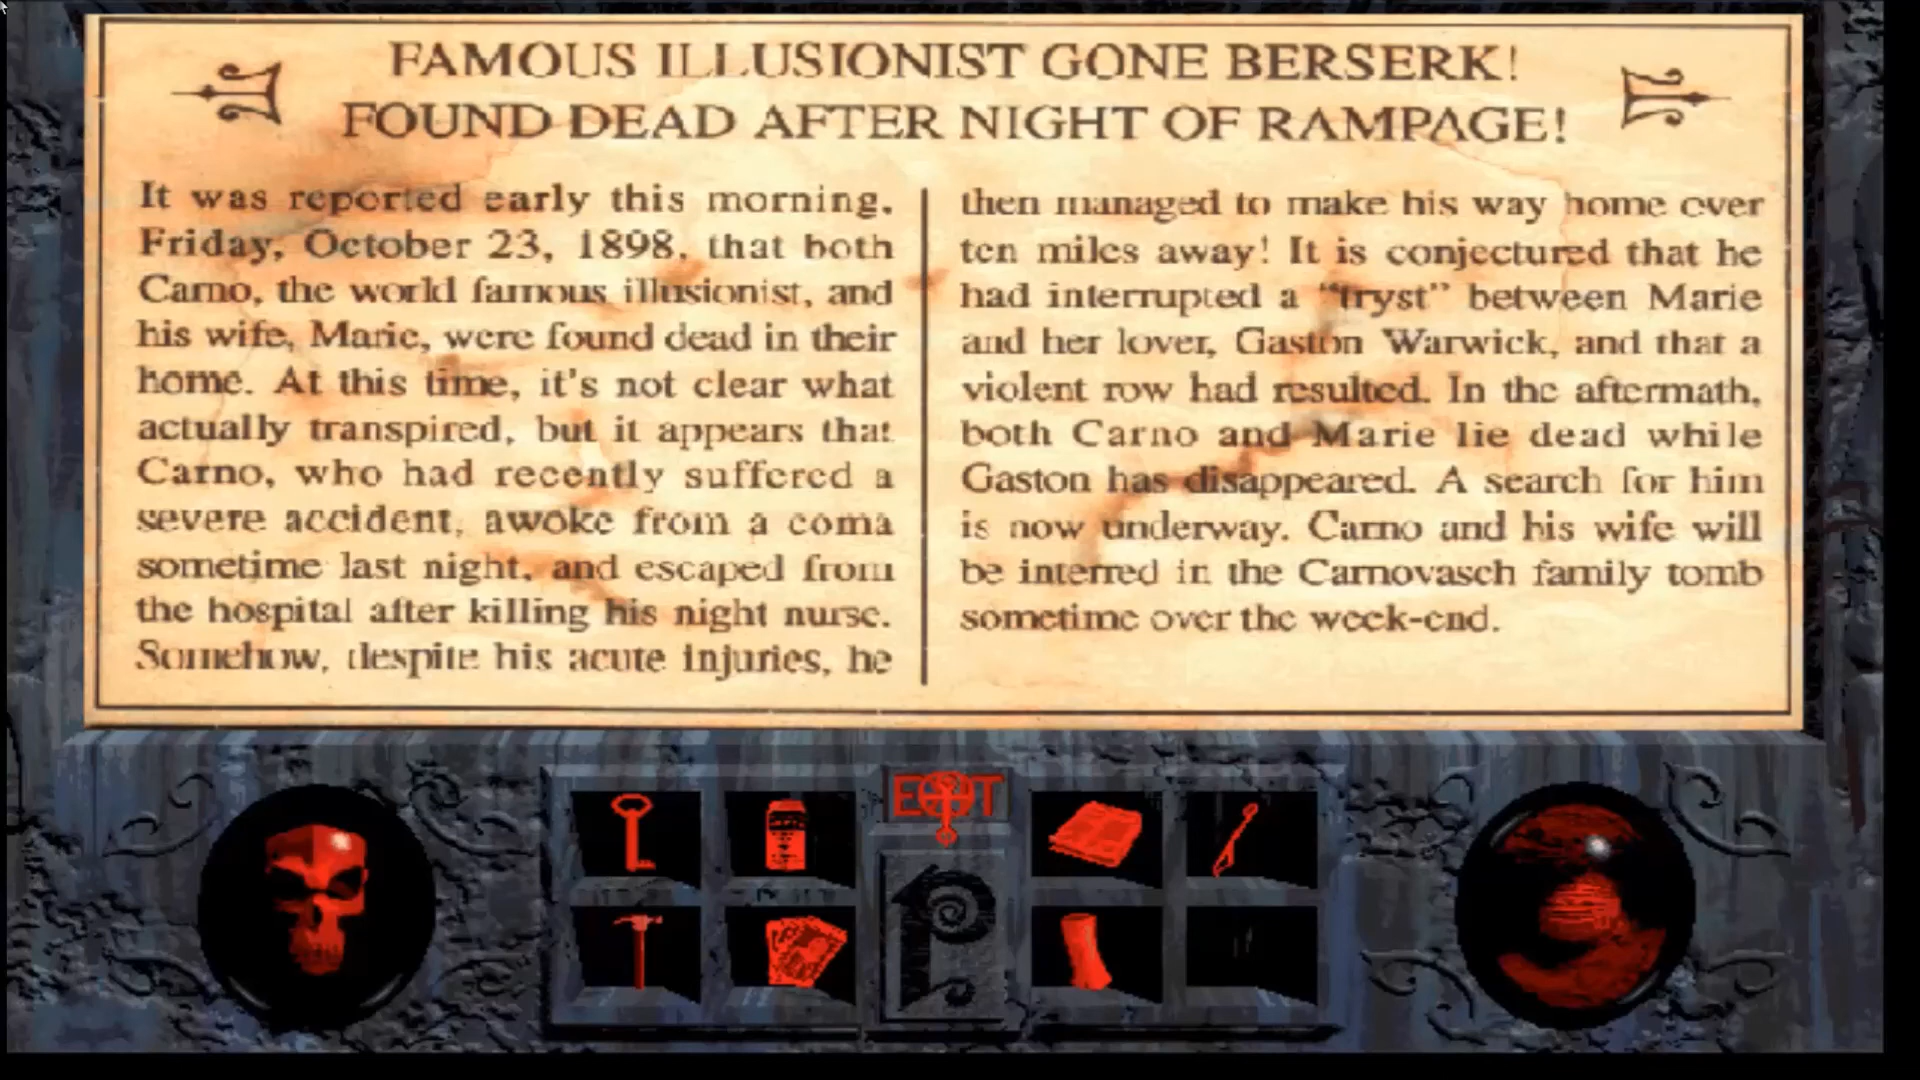 FAMOUS ILLUSIONIST GONE BERSERK!
FOUND DEAD AFTER NIGHT OF RAMPAGE!
It was reported early this morning,
Friday, October 23, 1898, that both
Carno, the world famous illusionist, and
his wife, Marie, were found dead in their
home. At this time, it's not clear what
actually transpired, but it appears that
Carno, who had recently suffered a
severe accident, awoke from a coma
sometime last night, and escaped from
the hospital after killing his night nurse.
Somehow, despite his acute injuries, he
then managed to make his way home over
ten miles away! It is conjectured that he
had interrupted a “tryst” between Marie
and her lover, Gaston Warwick, and that a
violent row had resulted. In the aftermath,
both Carno and Marie lie dead while
Gaston has disappeared. A search for him
is now underway. Carno and his wife will
be interred in the Carnovasch family tomb
sometime over the week-end.